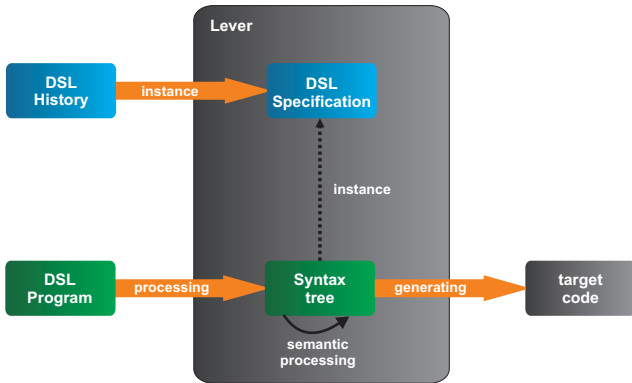 Lever
DSL
History
instance
DSL
Specification
instance
DSL
Program
processing
Syntax
tree
generating
target
code
semantic
processing